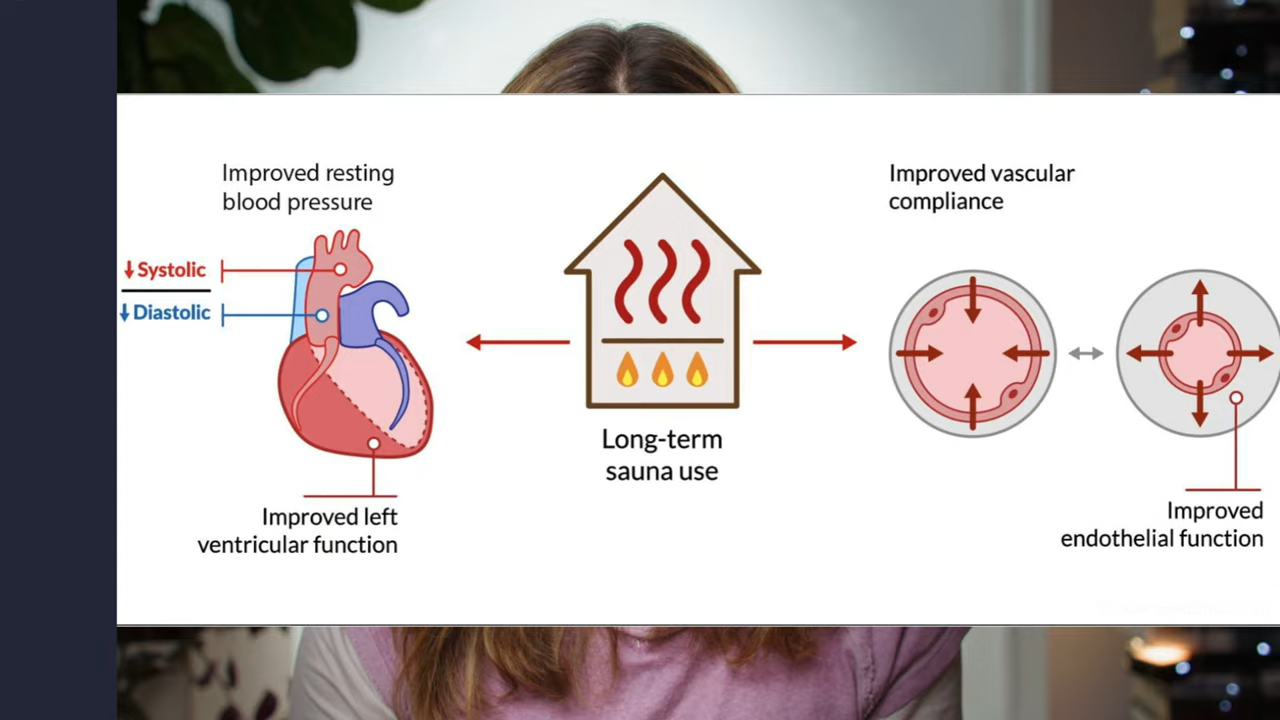 Improved resting
blood pressure
↓Systolic
↓Diastolic
Improved left
ventricular function
Long-term
sauna use
Improved vascular
compliance
Improved
endothelial function